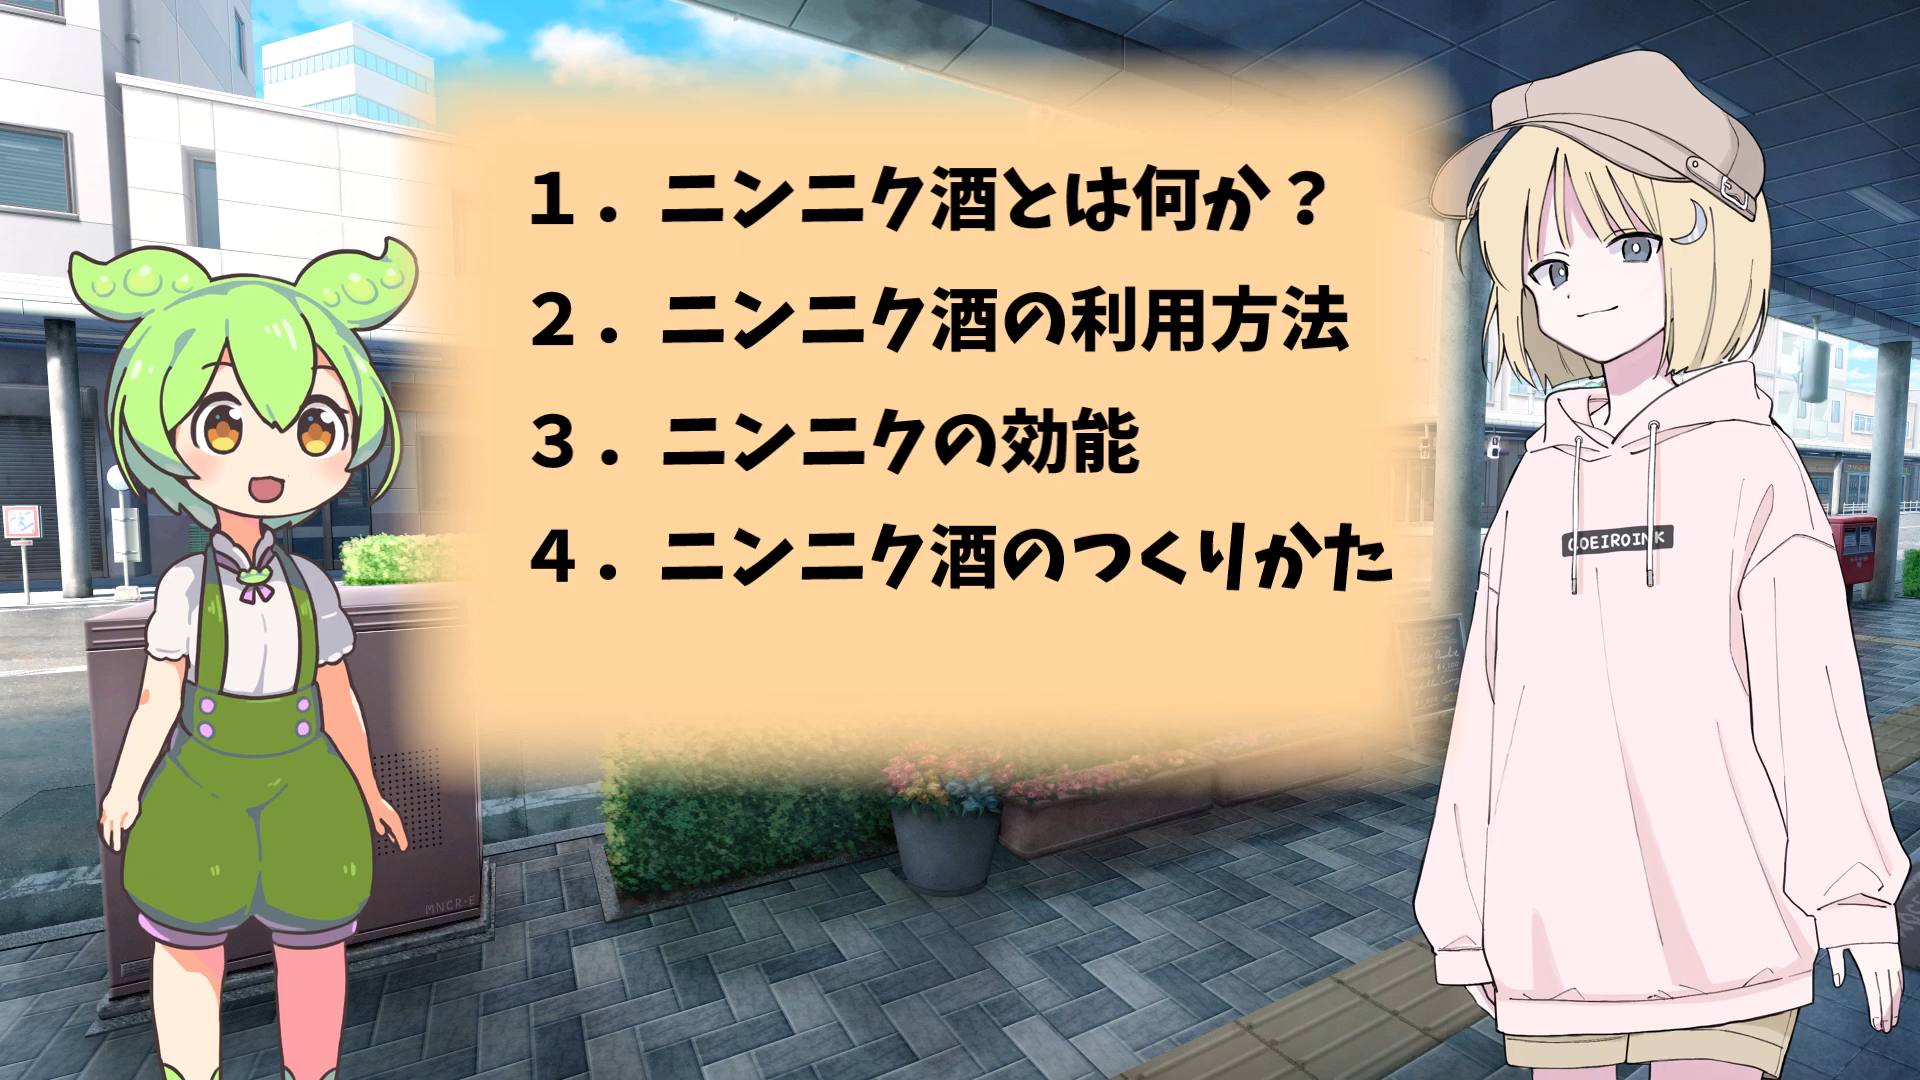 １．ニンニク酒とは何か？
２．ニンニク酒の利用方法
３．ニンニクの効能
４．ニンニク酒のつくりかた
COEIROINK
MNCR-E